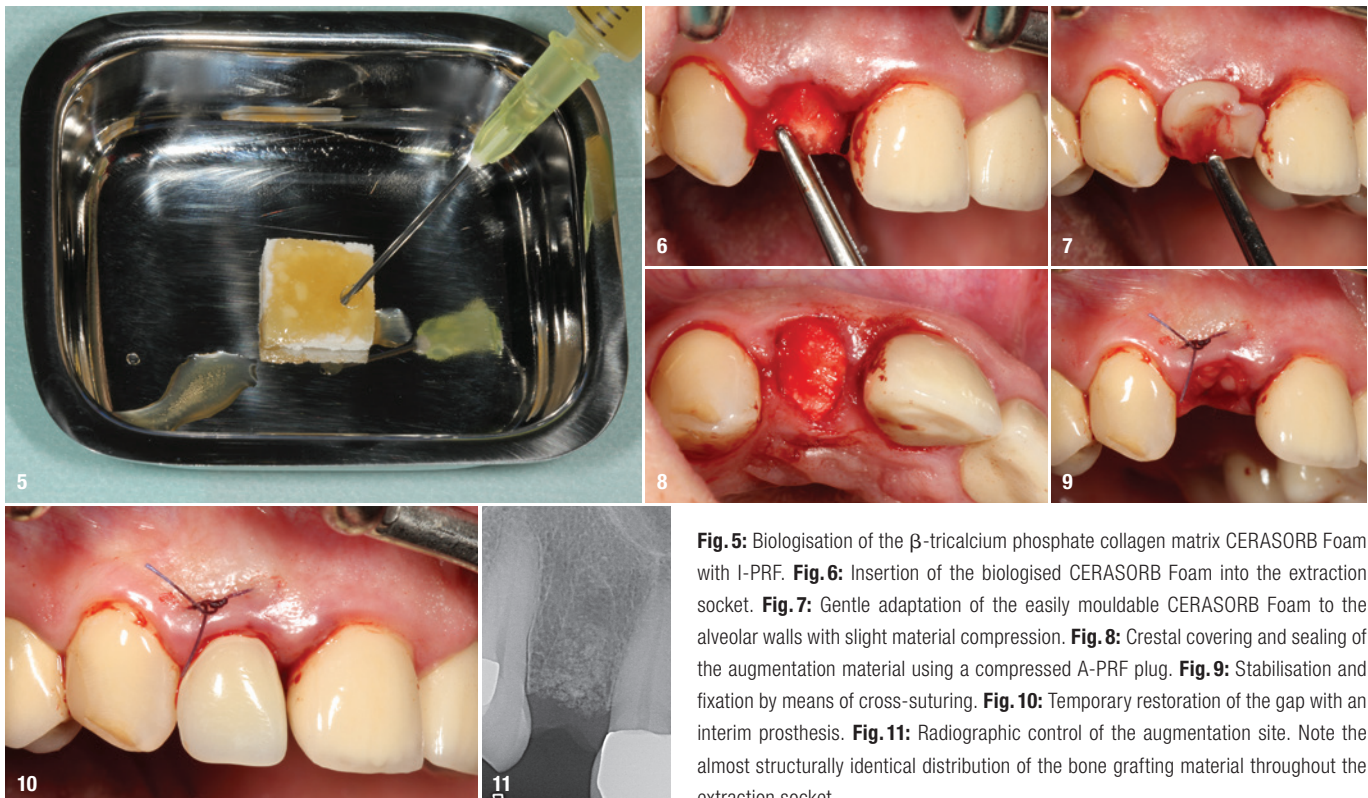 5
6
7
8
9
10
11
Fig. 5: Biologisation of the β-tricalcium phosphate collagen matrix CERASORB Foam
with I-PRF. Fig. 6: Insertion of the biologised CERASORB Foam into the extraction
socket. Fig. 7: Gentle adaptation of the easily mouldable CERASORB Foam to the
alveolar walls with slight material compression. Fig. 8: Crestal covering and sealing of
the augmentation material using a compressed A-PRF plug. Fig. 9: Stabilisation and
fixation by means of cross-suturing. Fig. 10: Temporary restoration of the gap with an
interim prosthesis. Fig. 11: Radiographic control of the augmentation site. Note the
almost structurally identical distribution of the bone grafting material throughout the
extraction socket.